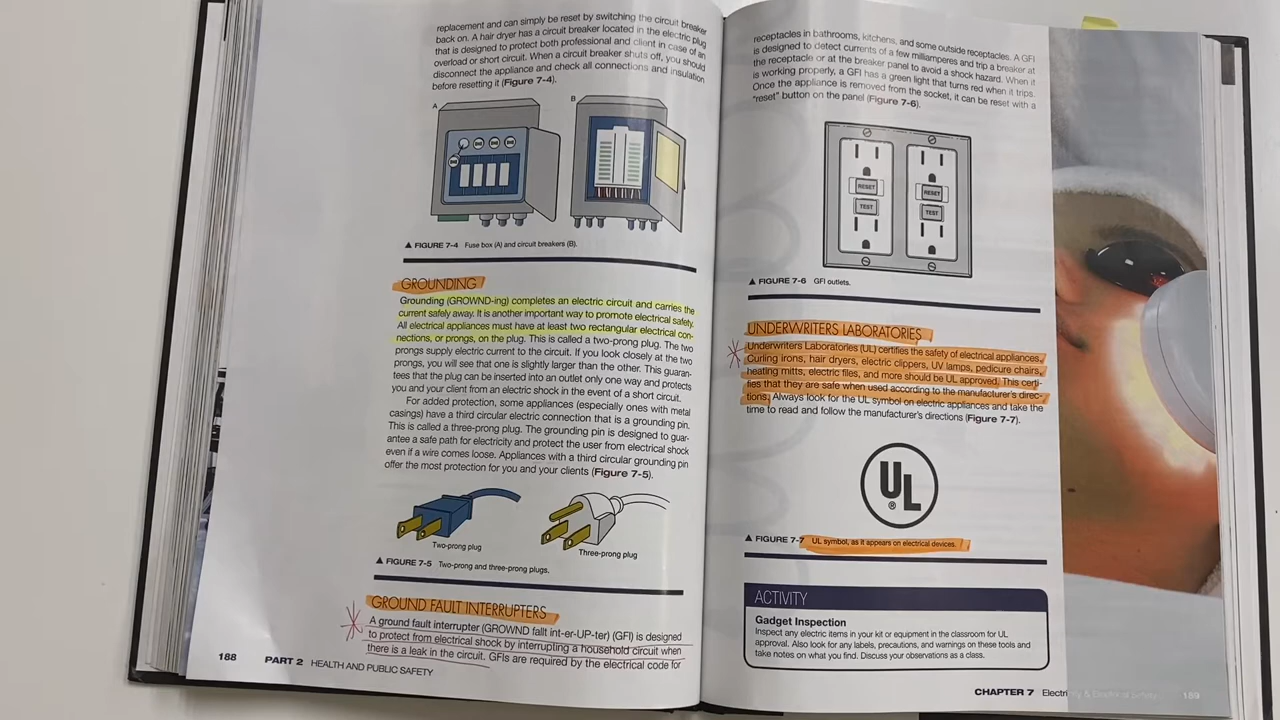 replacement and can simply be reset by switching the circuit breaker
back on. A hair dryer has a circuit breaker located in the electric plug
that is designed to protect both professional and client in case of an
overload or short circuit. When a circuit breaker shuts off, you should
disconnect the appliance and check all connections and insulation
before resetting it (Figure 7-4).
A
B
▲ FIGURE 7-4 Fuse box (A) and circuit breakers (B).
GROUNDING
Grounding (GROWND-ing) completes an electric circuit and carries the
current safely away. It is another important way to promote electrical safety.
All electrical appliances must have at least two rectangular electrical con-
nections, or prongs, on the plug. This is called a two-prong plug. The two
prongs supply electric current to the circuit. If you look closely at the two
prongs, you will see that one is slightly larger than the other. This guaran-
tees that the plug can be inserted into an outlet only one way and protects
you and your client from an electric shock in the event of a short circuit.
For added protection, some appliances (especially ones with metal
casings) have a third circular electric connection that is a grounding pin.
This is called a three-prong plug. The grounding pin is designed to guar-
antee a safe path for electricity and protect the user from electrical shock
even if a wire comes loose. Appliances with a third circular grounding pin
offer the most protection for you and your clients (Figure 7-5).
Two-prong plug
Three-prong plug
▲ FIGURE 7-5 Two-prong and three-prong plugs.
GROUND FAULT INTERRUPTERS
A ground fault interrupter (GROWND fallt int-er-UP-ter) (GFI) is designed
to protect from electrical shock by interrupting a household circuit when
there is a leak in the circuit. GFIs are required by the electrical code for
188 PART 2 HEALTH AND PUBLIC SAFETY
receptacles in bathrooms, kitchens, and some outside receptacles. A GFI
is designed to detect currents of a few milliamperes and trip a breaker at
the receptacle or at the breaker panel to avoid a shock hazard. When it
is working properly, a GFI has a green light that turns red when it trips.
Once the appliance is removed from the socket, it can be reset with a
"reset" button on the panel (Figure 7-6).
RESET
RESET
TEST
TEST
▲ FIGURE 7-6 GFI outlets.
UNDERWRITERS LABORATORIES
Underwriters Laboratories (UL) certifies the safety of electrical appliances.
Curling irons, hair dryers, electric clippers, UV lamps, pedicure chairs,
heating mitts, electric files, and more should be UL approved. This certi-
fies that they are safe when used according to the manufacturer's direc-
tions. Always look for the UL symbol on electric appliances and take the
time to read and follow the manufacturer's directions (Figure 7-7).
UL
®
▲ FIGURE 7-7 UL symbol, as it appears on electrical devices.
ACTIVITY
Gadget Inspection
Inspect any electric items in your kit or equipment in the classroom for UL
approval. Also look for any labels, precautions, and warnings on these tools and
take notes on what you find. Discuss your observations as a class.
CHAPTER 7 Electricity & Electrical Safety 189